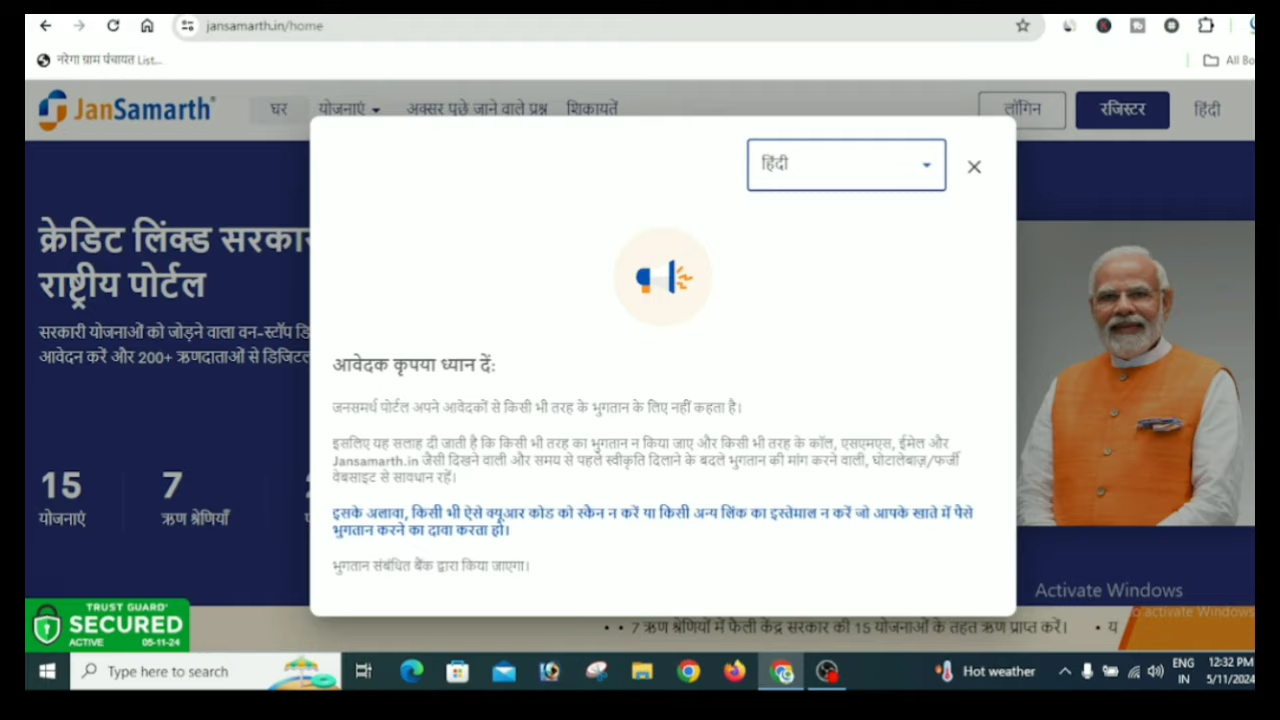 jansamarth.in/home
नरेगा ग्राम पंचायत List...
All Bo
JanSamarth
घर
योजनाएं
अक्सर पूछे जाने वाले प्रश्न
शिकायतें
लॉगिन
रजिस्टर
हिंदी
हिंदी
क्रेडिट लिंक्ड सरकार
राष्ट्रीय पोर्टल
सरकारी योजनाओं को जोड़ने वाला वन-स्टॉप डि
आवेदन करें और 200+ ऋणदाताओं से डिजिटल
15
योजनाएं
7
ऋण श्रेणियाँ
आवेदक कृपया ध्यान दें:
जनसमर्थ पोर्टल अपने आवेदकों से किसी भी तरह के भुगतान के लिए नहीं कहता है।
इसलिए यह सलाह दी जाती है कि किसी भी तरह का भुगतान न किया जाए और किसी भी तरह के कॉल, एसएमएस, ईमेल और
Jansamarth.in जैसी दिखने वाली और समय से पहले स्वीकृति दिलाने के बदले भुगतान की मांग करने वाली, घोटालेबाज़/फर्जी
वेबसाइट से सावधान रहें।
इसके अलावा, किसी भी ऐसे क्यूआर कोड को स्कैन न करें या किसी अन्य लिंक का इस्तेमाल न करें जो आपके खाते में पैसे
भुगतान करने का दावा करता हो।
भुगतान संबंधित बैंक द्वारा किया जाएगा।
Activate Windows
o activate Windows
TRUST GUARD
SECURED
ACTIVE 05-11-24
• • 7 ऋण श्रेणियों में फैली केंद्र सरकार की 15 योजनाओं के तहत ऋण प्राप्त करें। • य
Type here to search
Hot weather
ENG
IN
12:32 PM
5/11/2024